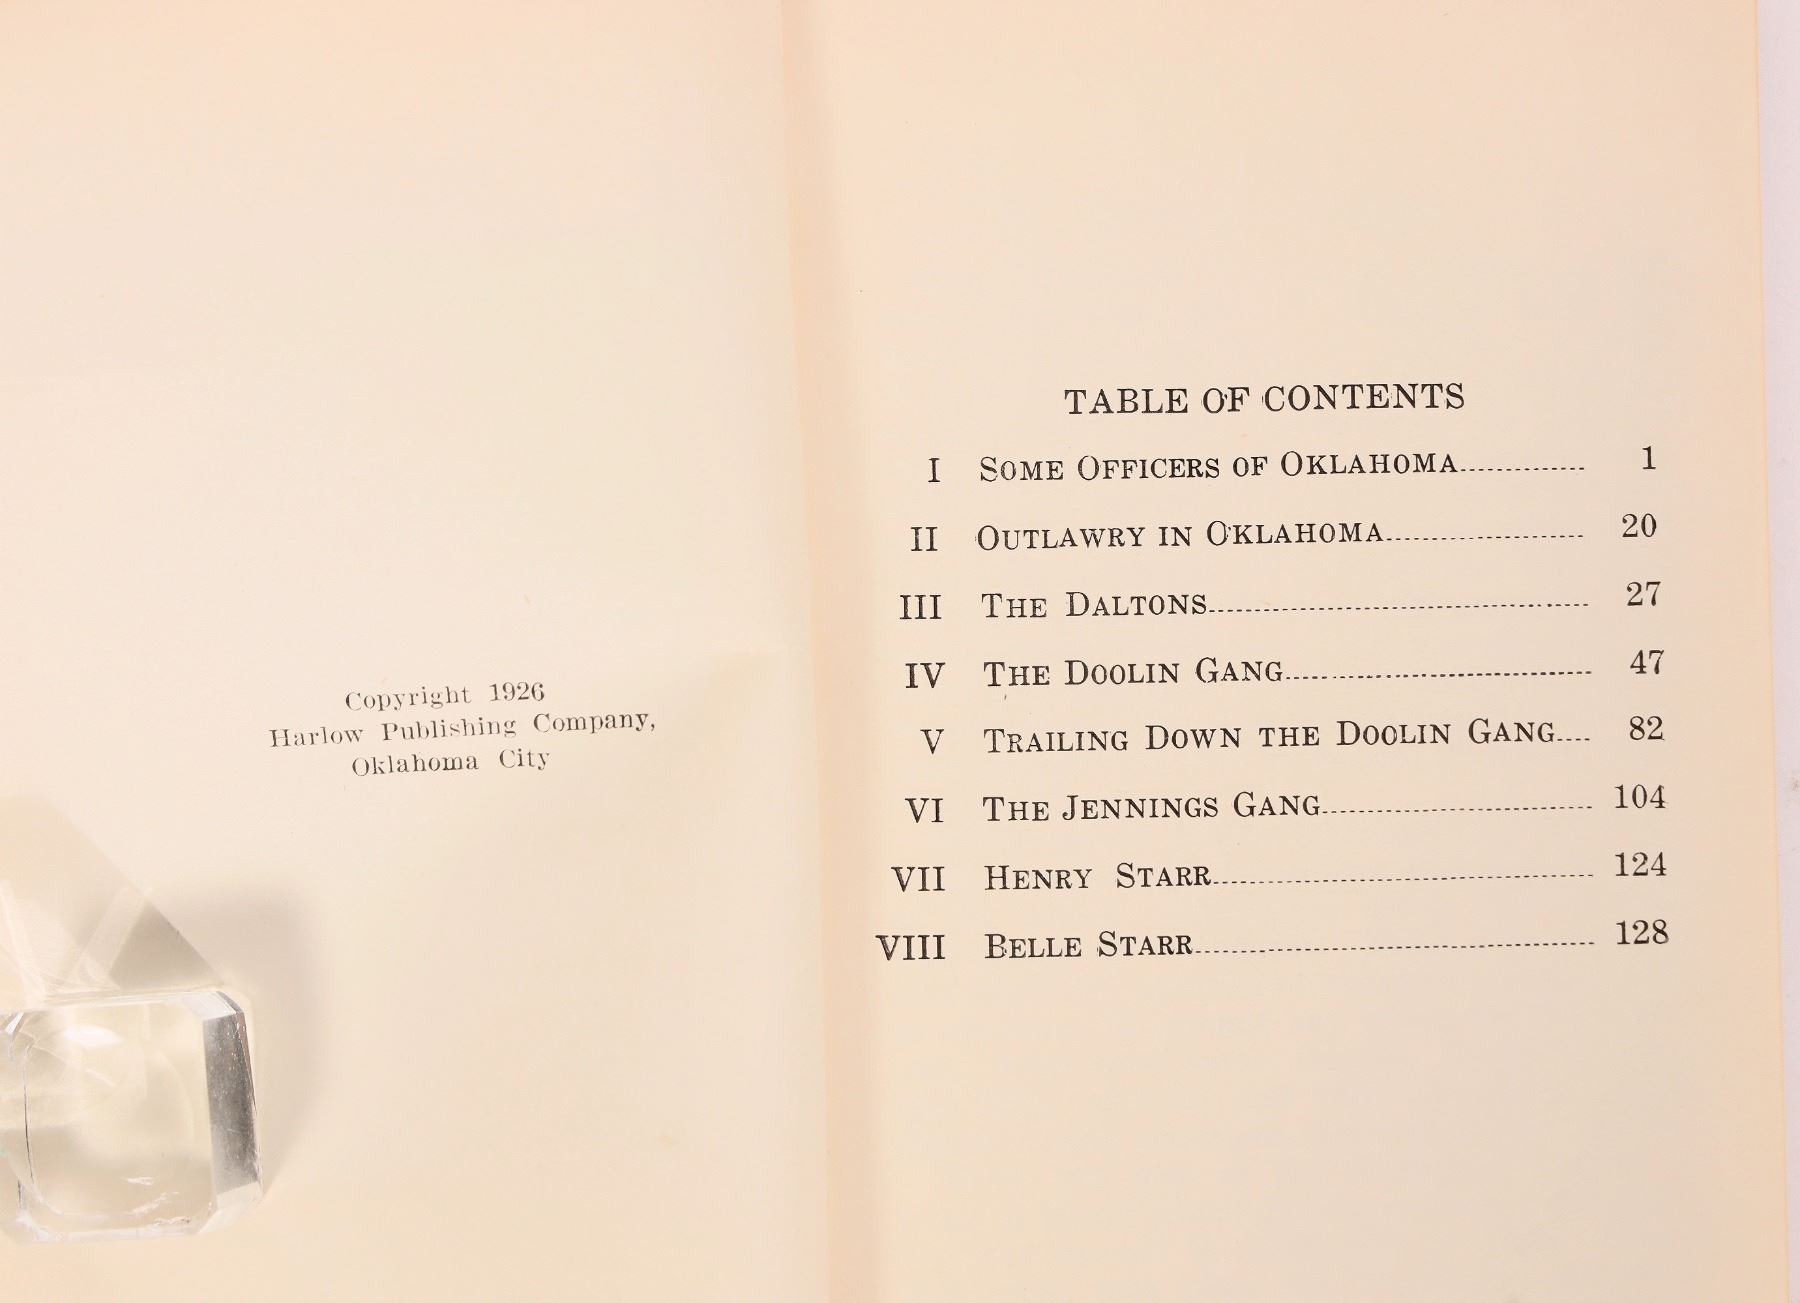 Copyright 1926
Harlow Publishing Company,
Oklahoma City
TABLE OF CONTENTS
I SOME OFFICERS OF OKLAHOMA 1
II OUTLAWRY IN OKLAHOMA 20
III THE DALTONS 27
IV THE DOOLIN GANG 47
V TRAILING DOWN THE DOOLIN GANG 82
VI THE JENNINGS GANG 104
VII HENRY STARR 124
VIII BELLE STARR 128